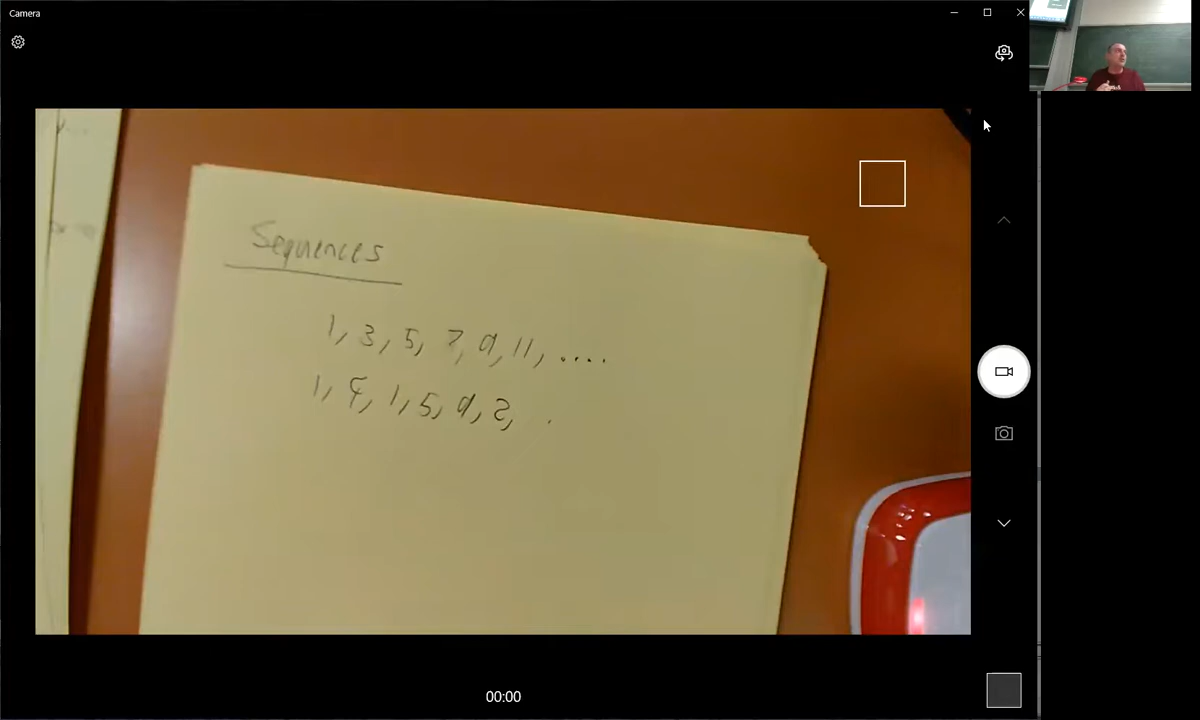 Camera
Sequences
1, 3, 5, 7, 9, 11, ....
1, 4, 1, 5, 9, 2, .
00:00